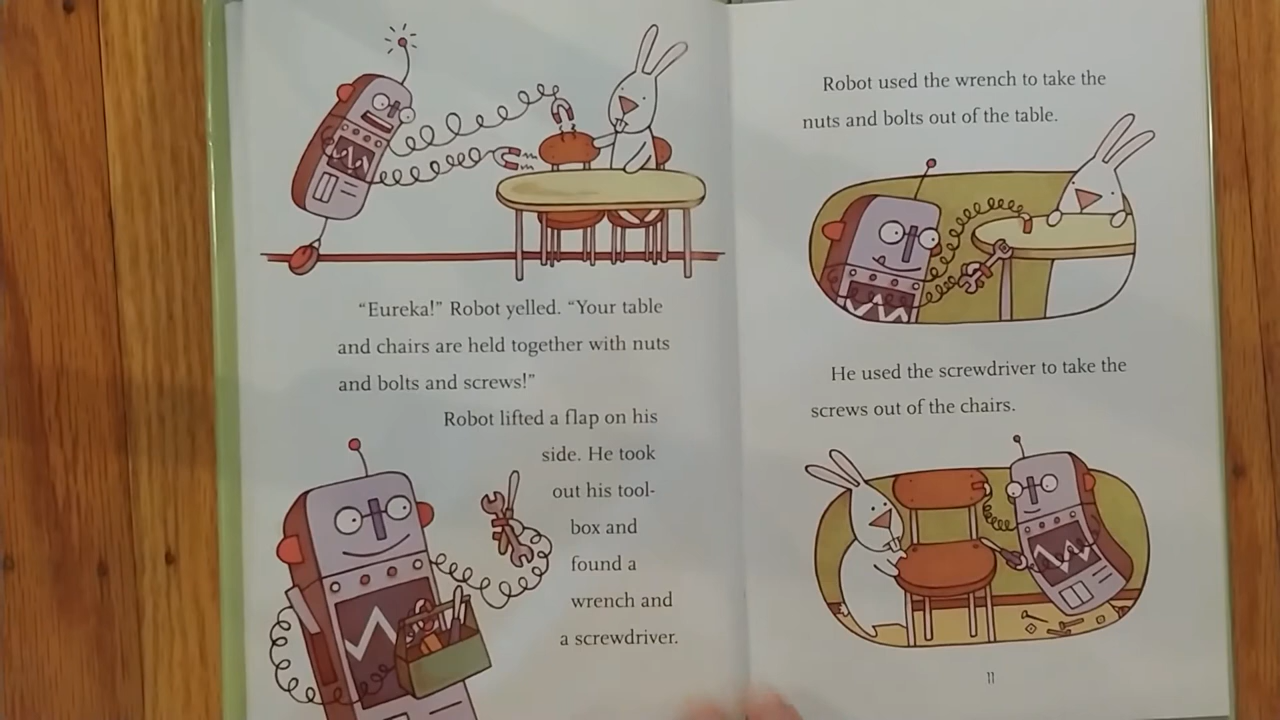 “Eureka!” Robot yelled. “Your table
and chairs are held together with nuts
and bolts and screws!”
Robot lifted a flap on his
side. He took
out his tool-
box and
found a
wrench and
a screwdriver.
Robot used the wrench to take the
nuts and bolts out of the table.
He used the screwdriver to take the
screws out of the chairs.
11